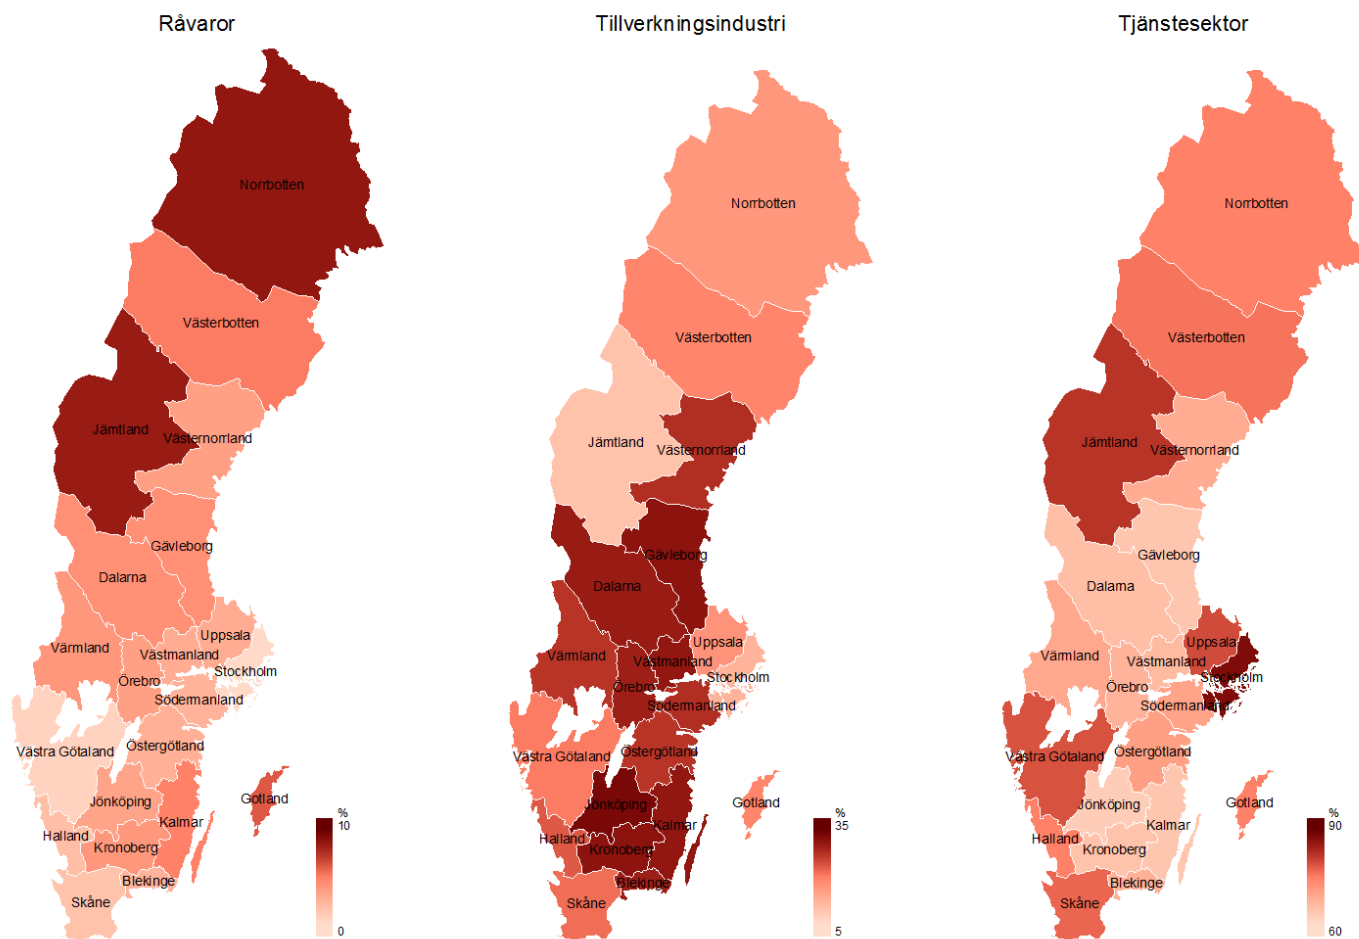 Råvaror
Norrbotten
Västerbotten
Jämtland
Västernorrland
Gävleborg
Dalarna
Uppsala
Värmland
Västmanland
Stockholm
Örebro
Södermanland
Västra Götaland
Östergötland
Jönköping
Gotland
Kalmar
Halland
Kronoberg
Blekinge
Skåne
%
10
0
Tillverkningsindustri
Norrbotten
Västerbotten
Jämtland
Västernorrland
Gävleborg
Dalarna
Uppsala
Värmland
Västmanland
Stockholm
Örebro
Södermanland
Västra Götaland
Östergötland
Jönköping
Gotland
Kalmar
Halland
Kronoberg
Blekinge
Skåne
%
35
5
Tjänstesektor
Norrbotten
Västerbotten
Jämtland
Västernorrland
Gävleborg
Dalarna
Uppsala
Värmland
Västmanland
Stockholm
Örebro
Södermanland
Västra Götaland
Östergötland
Jönköping
Gotland
Kalmar
Halland
Kronoberg
Blekinge
Skåne
%
90
60